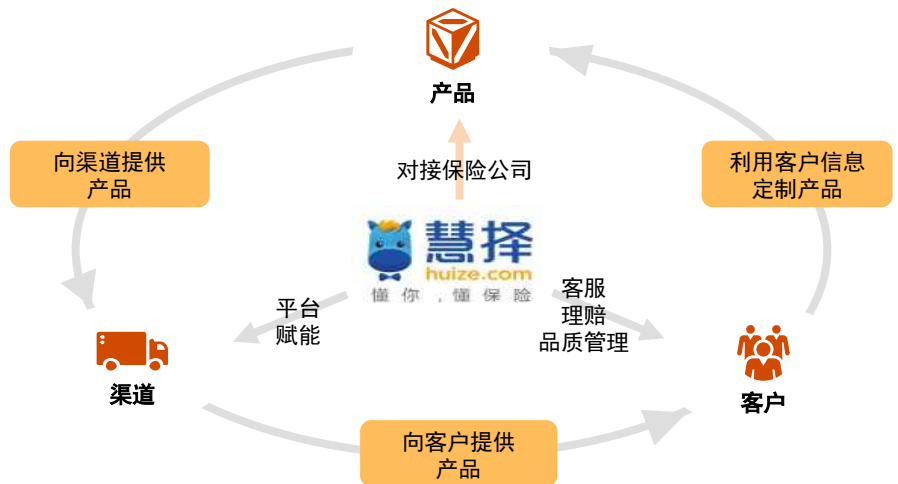 产品
向渠道提供
产品
对接保险公司
利用客户信息
定制产品
慧择
huize.com
懂你，懂保险
平台
赋能
客服
理赔
品质管理
渠道
客户
向客户提供
产品